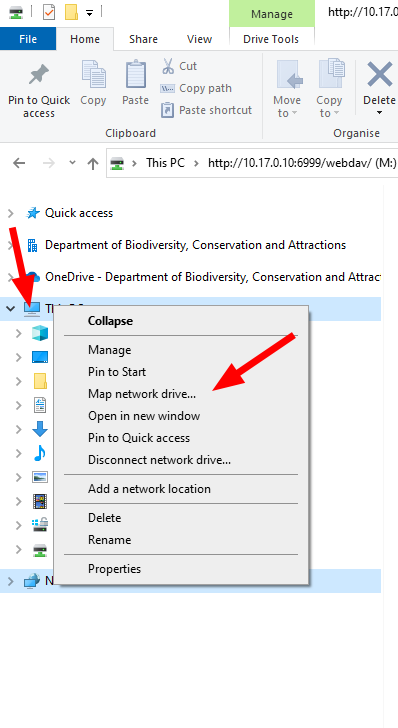 Manage
http://10.17.0
File
Home
Share
View
Drive Tools
Pin to Quick
access
Copy
Paste
Cut
Copy path
Paste shortcut
Move
to
Copy
to
Delete
Clipboard
Organise
This PC
http://10.17.0.10:6999/webdav/ (M:)
Quick access
Department of Biodiversity, Conservation and Attractions
OneDrive - Department of Biodiversity, Conservation and Attrac
Collapse
Manage
Pin to Start
Map network drive...
Open in new window
Pin to Quick access
Disconnect network drive...
Add a network location
Delete
Rename
Properties
N